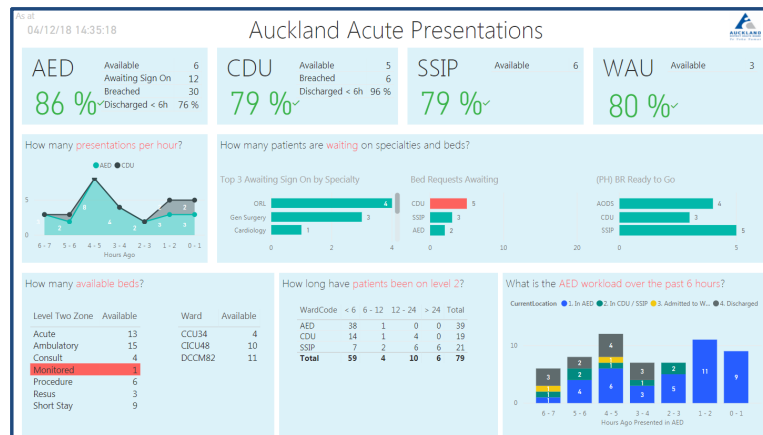 As at
04/12/18 14:35:18
Auckland Acute Presentations
AUCKLAND
AED
Available 6
Awaiting Sign On 12
Breached 30
Discharged < 6h 76 %
86 %
CDU
Available 5
Breached 6
Discharged < 6h 96 %
79 %
SSIP
Available 6
79 %
WAU
Available 3
80 %
How many presentations per hour?
AED CDU
5
0
2 8 4 2 3 3 2
6 - 7 5 - 6 4 - 5 3 - 4 2 - 3 1 - 2 0 - 1
Hours Ago
How many patients are waiting on specialties and beds?
Top 3 Awaiting Sign On by Specialty
ORL 4
Gen Surgery 3
Cardiology 1
0 2 4
Bed Requests Awaiting
CDU 5
SSIP 3
AED 2
0 10 20
(PH) BR Ready to Go
AODS 4
CDU 3
SSIP 5
0 5
How many available beds?
Level Two Zone Available
Acute 13
Ambulatory 15
Consult 4
Monitored 1
Procedure 6
Resus 3
Short Stay 9
Ward Available
CCU34 4
CICU48 10
DCCM82 11
How long have patients been on level 2?
WardCode < 6 6 - 12 12 - 24 > 24 Total
AED 38 1 0 0 39
CDU 14 1 4 0 19
SSIP 7 2 6 6 21
Total 59 4 10 6 79
What is the AED workload over the past 6 hours?
CurrentLocation 1. In AED 2. In CDU / SSIP 3. Admitted to W... 4. Discharged
10
0
3 3 1 1
2 2 4
4 1 1 6
3 1 3
2 5
11
9
6 - 7 5 - 6 4 - 5 3 - 4 2 - 3 1 - 2 0 - 1
Hours Ago Presented in AED